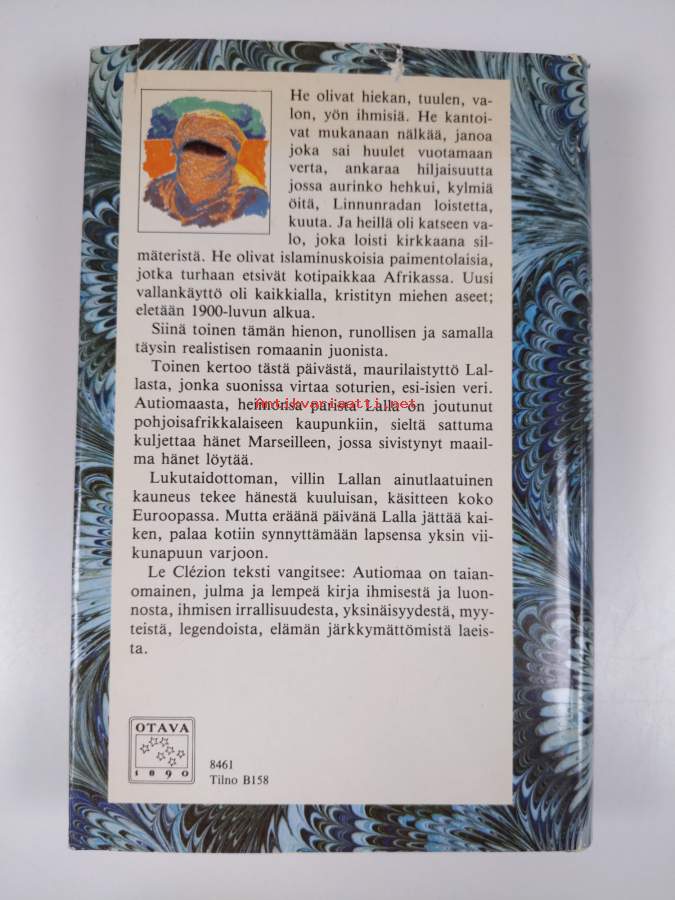 He olivat hiekan, tuulen, va-
lon, yön ihmisiä. He kantoi-
vat mukanaan nälkää, janoa
joka sai huulet vuotamaan
verta, ankaraa hiljaisuutta
jossa aurinko hehkui, kylmiä
öitä, Linnunradan loistetta,
kuuta. Ja heillä oli katseen va-
lo, joka loisti kirkkaana sil-
mäteristä. He olivat islaminuskoisia paimentolaisia,
jotka turhaan etsivät kotipaikkaa Afrikassa. Uusi
vallankäyttö oli kaikkialla, kristityn miehen aseet;
eletään 1900-luvun alkua.
Siinä toinen tämän hienon, runollisen ja samalla
täysin realistisen romaanin juonista.
Toinen kertoo tästä päivästä, maurilaistyttö Lal-
lasta, jonka suonissa virtaa soturien, esi-isien veri.
Autiomaasta, heimonsa parista Lalla on joutunut
antikvariaatti.net
pohjoisafrikkalaiseen kaupunkiin, sieltä sattuma
kuljettaa hänet Marseilleen, jossa sivistynyt maail-
ma hänet löytää.
Lukutaidottoman, villin Lallan ainutlaatuinen
kauneus tekee hänestä kuuluisan, käsitteen koko
Euroopassa. Mutta eräänä päivänä Lalla jättää kai-
ken, palaa kotiin synnyttämään lapsensa yksin vii-
kunapuun varjoon.
Le Clézion teksti vangitsee: Autiomaa on taian-
omainen, julma ja lempeä kirja ihmisestä ja luon-
nosta, ihmisen irrallisuudesta, yksinäisyydestä, myy-
teistä, legendoista, elämän järkkymättömistä laeis-
ta.
OTAVA
1890
8461
Tilno B158